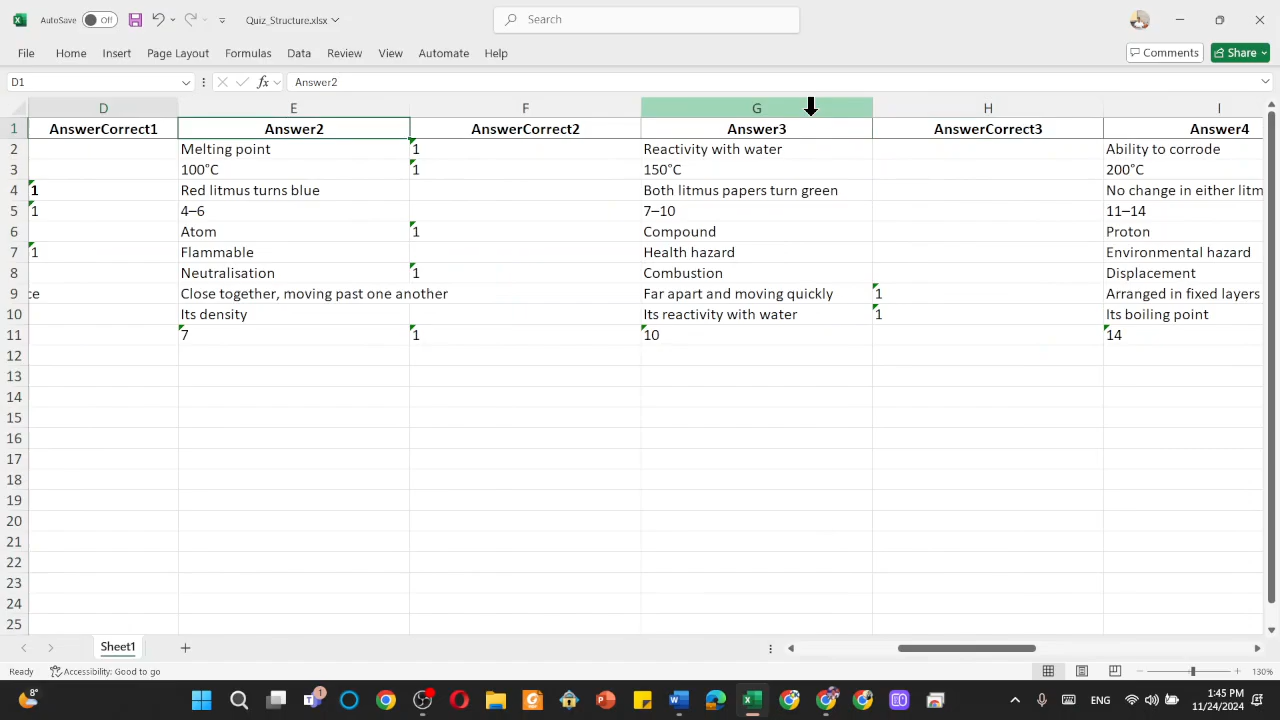 AutoSave Off Quiz_Structure.xlsx Search
File Home Insert Page Layout Formulas Data Review View Automate Help Comments Share
D1 fx Answer2
D E F G H I
1 AnswerCorrect1 Answer2 AnswerCorrect2 Answer3 AnswerCorrect3 Answer4
2 Melting point 1 Reactivity with water Ability to corrode
3 100°C 1 150°C 200°C
4 1 Red litmus turns blue Both litmus papers turn green No change in either litm
5 1 4–6 7–10 11–14
6 Atom 1 Compound Proton
7 1 Flammable Health hazard Environmental hazard
8 Neutralisation 1 Combustion Displacement
9 ce Close together, moving past one another Far apart and moving quickly 1 Arranged in fixed layers
10 Its density Its reactivity with water 1 Its boiling point
11 7 1 10 14
12
13
14
15
16
17
18
19
20
21
22
23
24
25
Sheet1
Ready Accessibility: Good to go 130%
8° 1 ENG 1:45 PM
11/24/2024